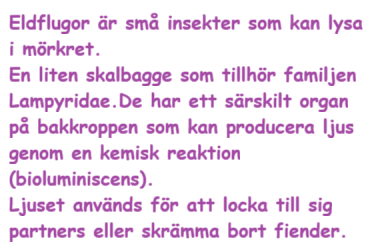 Eldflugor är små insekter som kan lysa
i mörkret.
En liten skalbagge som tillhör familjen
Lampyridae.De har ett särskilt organ
på bakkroppen som kan producera ljus
genom en kemisk reaktion
(bioluminiscens).
Ljuset används för att locka till sig
partners eller skrämma bort fiender.